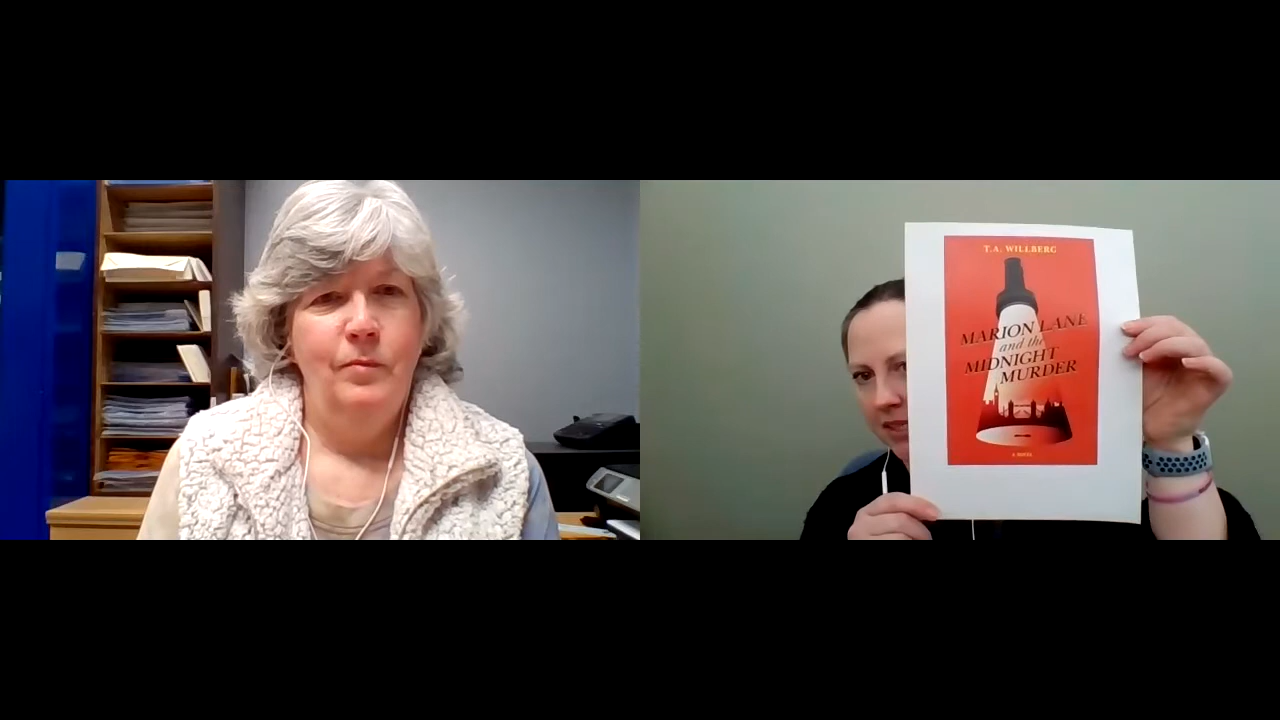 T.A. WILLBERG
MARION LANE
and the
MIDNIGHT
MURDER
A NOVEL